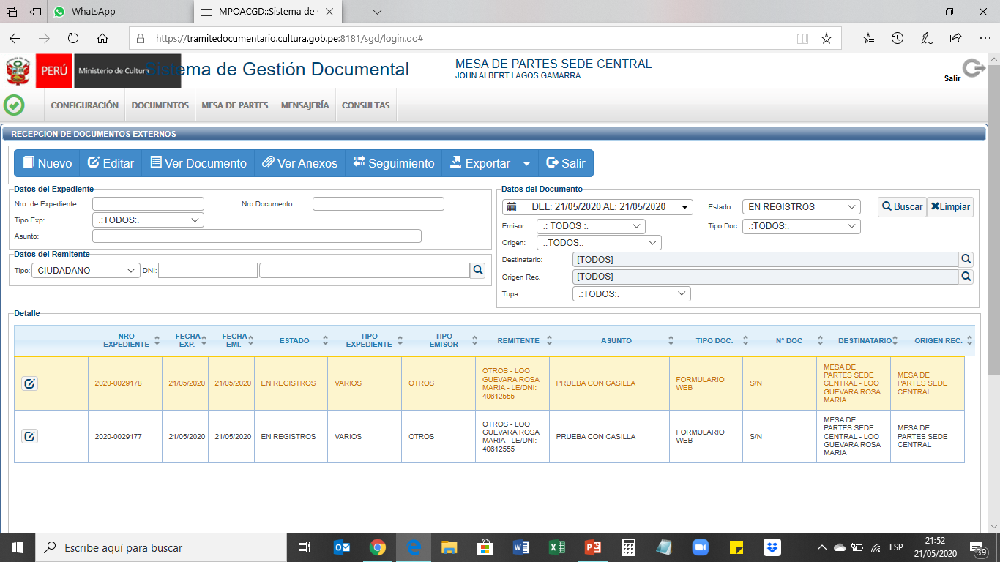 WhatsApp
MPOACGD::Sistema de
https://tramitedocumentario.cultura.gob.pe:8181/sgd/login.do#
PERÚ
Ministerio de Cultura
Sistema de Gestión Documental
MESA DE PARTES SEDE CENTRAL
JOHN ALBERT LAGOS GAMARRA
Salir
CONFIGURACIÓN DOCUMENTOS MESA DE PARTES MENSAJERÍA CONSULTAS
RECEPCION DE DOCUMENTOS EXTERNOS
Nuevo Editar Ver Documento Ver Anexos Seguimiento Exportar Salir
Datos del Expediente
Nro. de Expediente: Nro Documento:
Tipo Exp: .:TODOS:.
Asunto:
Datos del Remitente
Tipo: CIUDADANO DNI:
Datos del Documento
DEL: 21/05/2020 AL: 21/05/2020 Estado: EN REGISTROS Buscar Limpiar
Emisor: .: TODOS :. Tipo Doc: .:TODOS:.
Origen: .:TODOS:.
Destinatario: [TODOS]
Origen Rec. [TODOS]
Tupa: .:TODOS:.
Detalle
NRO
EXPEDIENTE
FECHA
EXP.
FECHA
EMI.
ESTADO
TIPO
EXPEDIENTE
TIPO
EMISOR
REMITENTE
ASUNTO
TIPO DOC.
N° DOC
DESTINATARIO
ORIGEN REC.
2020-0029178
21/05/2020
21/05/2020
EN REGISTROS
VARIOS
OTROS
OTROS - LOO
GUEVARA ROSA
MARIA - LE/DNI:
40612555
PRUEBA CON CASILLA
FORMULARIO
WEB
S/N
MESA DE
PARTES SEDE
CENTRAL - LOO
GUEVARA ROSA
MARIA
MESA DE
PARTES SEDE
CENTRAL
2020-0029177
21/05/2020
21/05/2020
EN REGISTROS
VARIOS
OTROS
OTROS - LOO
GUEVARA ROSA
MARIA - LE/DNI:
40612555
PRUEBA CON CASILLA
FORMULARIO
WEB
S/N
MESA DE
PARTES SEDE
CENTRAL - LOO
GUEVARA ROSA
MARIA
MESA DE
PARTES SEDE
CENTRAL
Escribe aquí para buscar
ESP
21:52
21/05/2020
39